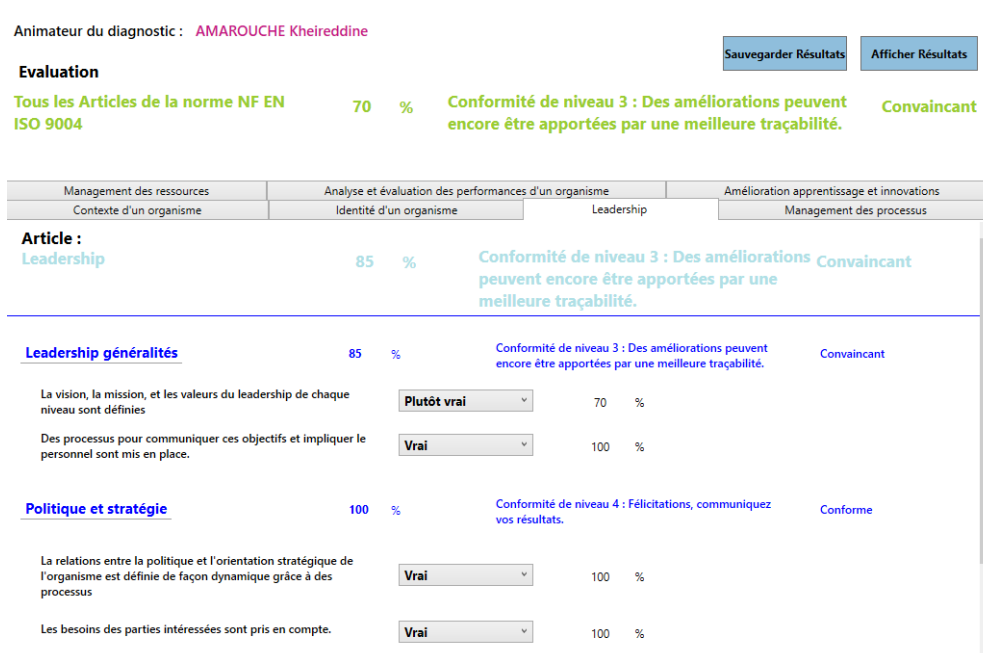 Animateur du diagnostic : AMAROUCHE Kheireddine
Sauvegarder Résultats
Afficher Résultats
Evaluation
Tous les Articles de la norme NF EN
ISO 9004
70 %
Conformité de niveau 3 : Des améliorations peuvent
encore être apportées par une meilleure traçabilité.
Convaincant
Management des ressources
Analyse et évaluation des performances d'un organisme
Amélioration apprentissage et innovations
Contexte d'un organisme
Identité d'un organisme
Leadership
Management des processus
Article :
Leadership
85 %
Conformité de niveau 3 : Des améliorations
peuvent encore être apportées par une
meilleure traçabilité.
Convaincant
Leadership généralités
85 %
Conformité de niveau 3 : Des améliorations peuvent
encore être apportées par une meilleure traçabilité.
Convaincant
La vision, la mission, et les valeurs du leadership de chaque
niveau sont définies
Plutôt vrai
70 %
Des processus pour communiquer ces objectifs et impliquer le
personnel sont mis en place.
Vrai
100 %
Politique et stratégie
100 %
Conformité de niveau 4 : Félicitations, communiquez
vos résultats.
Conforme
La relations entre la politique et l'orientation stratégique de
l'organisme est définie de façon dynamique grâce à des
processus
Vrai
100 %
Les besoins des parties intéressées sont pris en compte.
Vrai
100 %